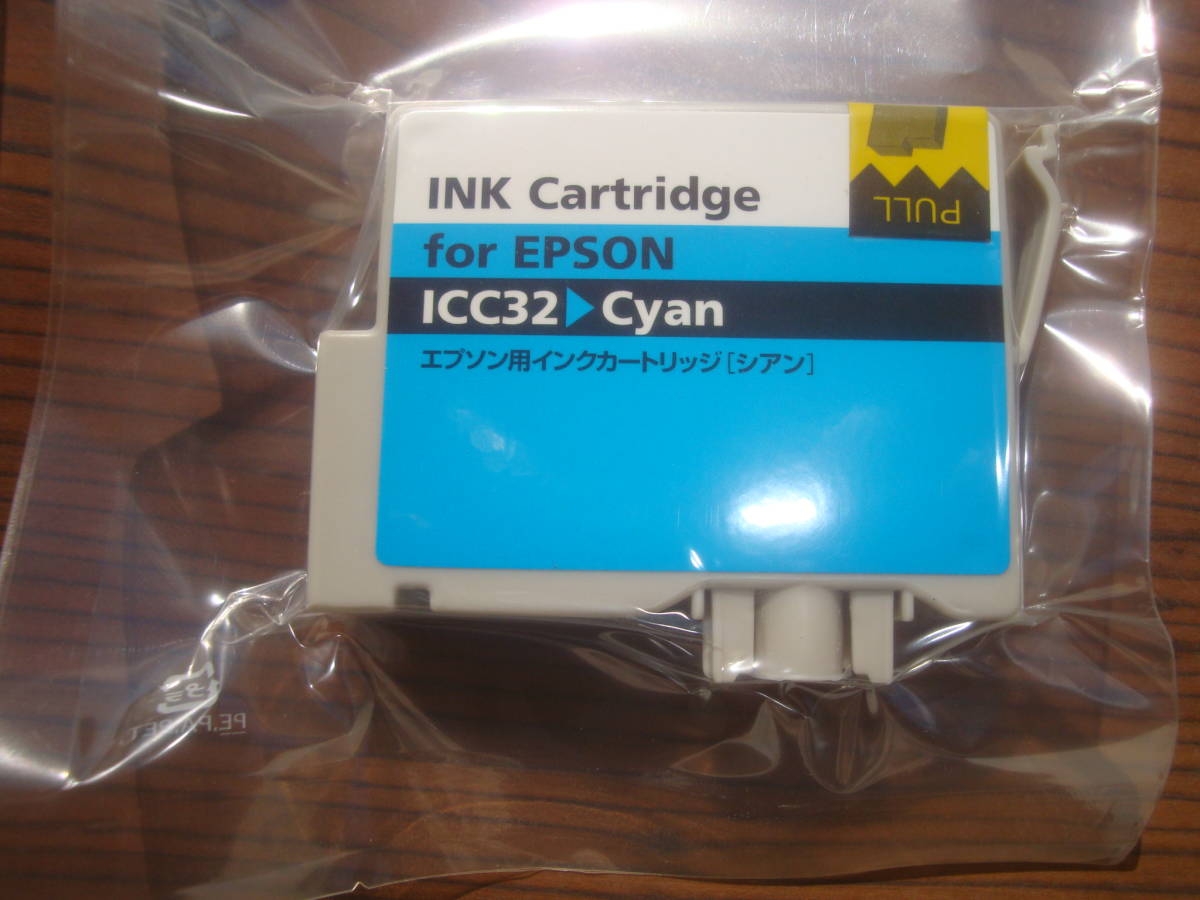 INK Cartridge
for EPSON
ICC32▶Cyan
エプソン用インクカートリッジ[シアン]
PULL